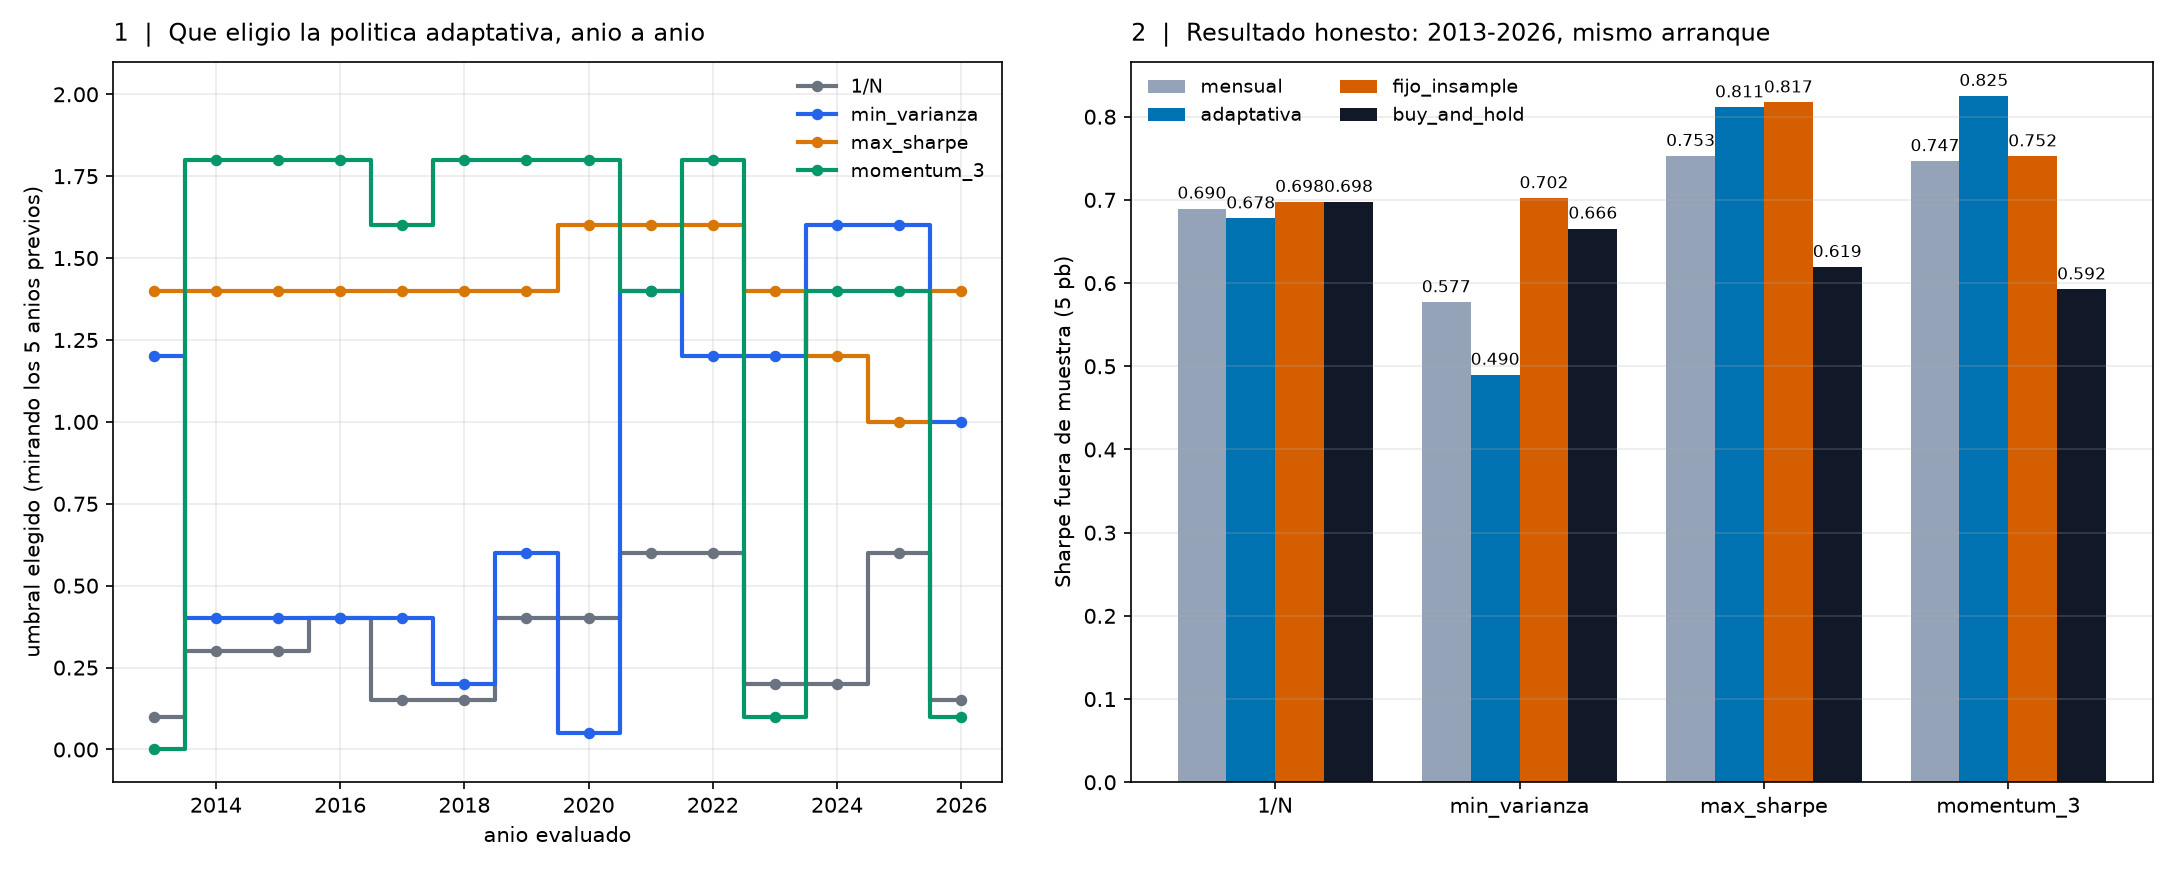 1 | Que eligio la politica adaptativa, anio a anio
umbral elegido (mirando los 5 anios previos)
2.00
1.75
1.50
1.25
1.00
0.75
0.50
0.25
0.00
1/N
min_varianza
max_sharpe
momentum_3
2014 2016 2018 2020 2022 2024 2026
anio evaluado
2 | Resultado honesto: 2013-2026, mismo arranque
Sharpe fuera de muestra (5 pb)
0.8
0.7
0.6
0.5
0.4
0.3
0.2
0.1
0.0
mensual
adaptativa
fijo_insample
buy_and_hold
0.690 0.678 0.698 0.698
0.577 0.490 0.702 0.666
0.753 0.811 0.817 0.619
0.747 0.825 0.752 0.592
1/N min_varianza max_sharpe momentum_3